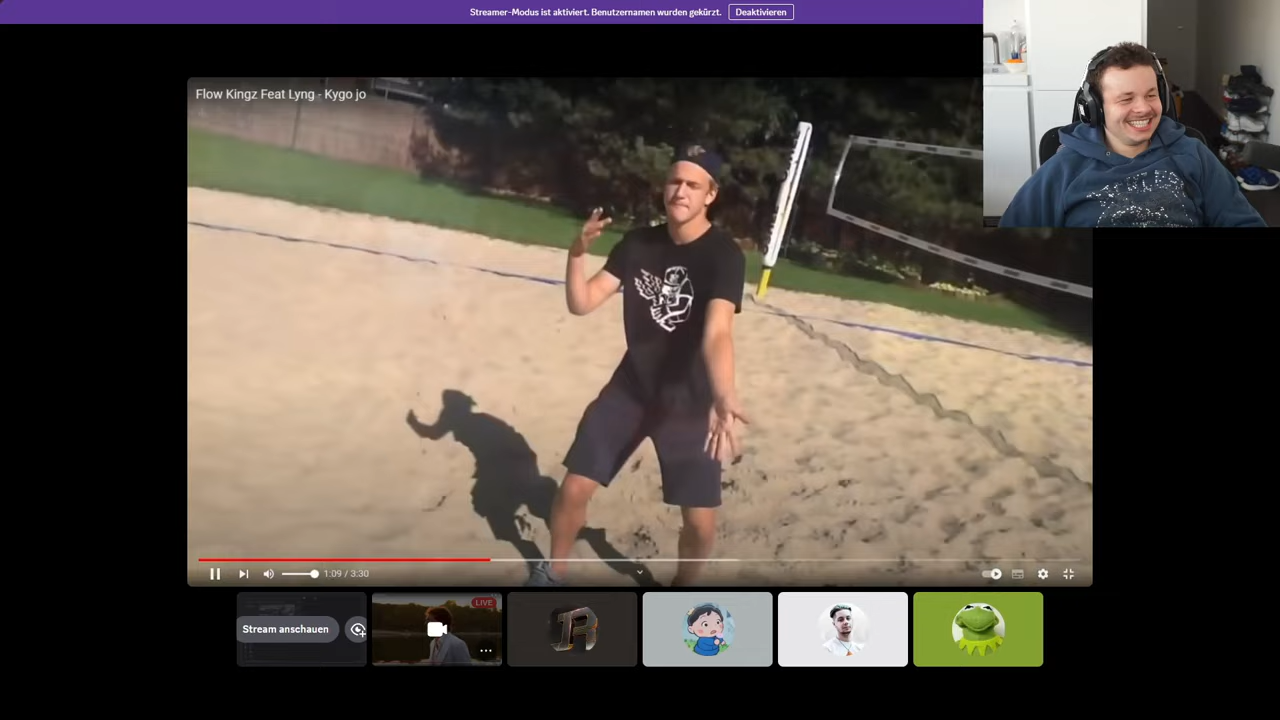 Streamer-Modus ist aktiviert. Benutzernamen wurden gekürzt. Deaktivieren
Flow Kingz Feat Lyng - Kygo jo
1:09 / 3:30
Stream anschauen
LIVE